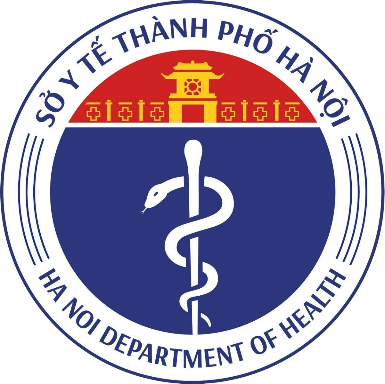 SỞ Y TẾ THÀNH PHỐ HÀ NỘI
HA NOI DEPARTMENT OF HEALTH